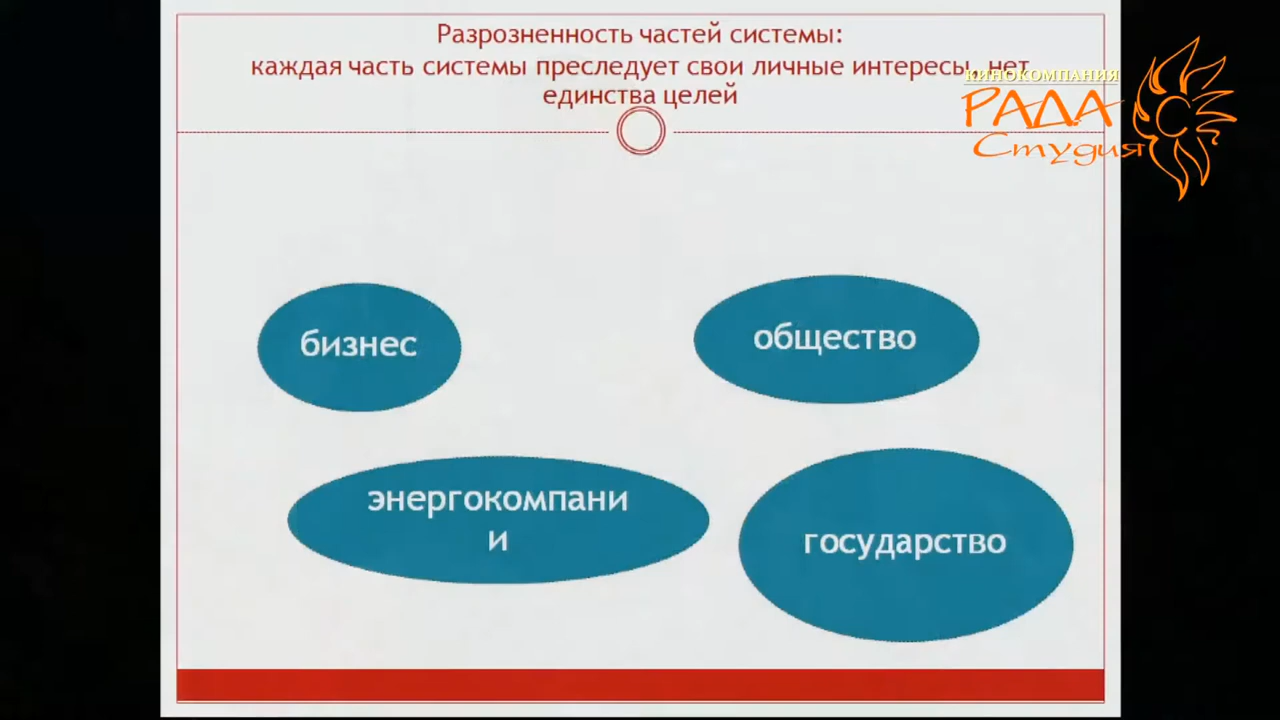 Разрозненность частей системы:
каждая часть системы преследует свои личные интересы, нет
единства целей
КИНОКОМПАНИЯ
РАДА
Студия
бизнес
общество
энергокомпани
и
государство